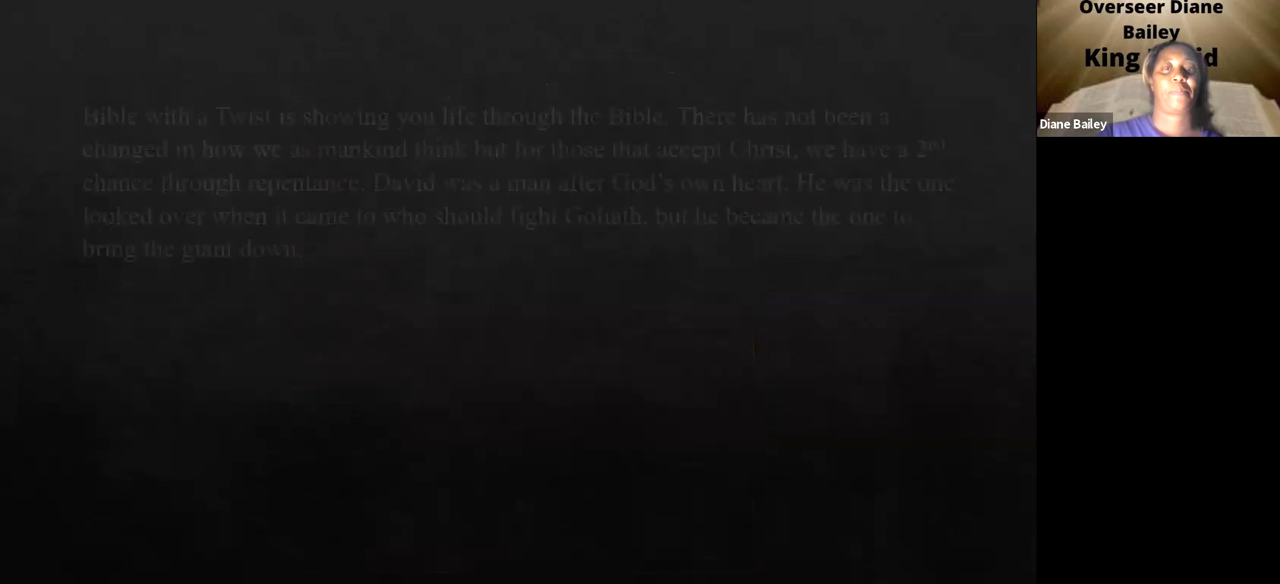 Bible with a Twist is showing you life through the Bible. There has not been a
changed in how we as mankind think but for those that accept Christ, we have a 2nd
chance through repentance. David was a man after God's own heart. He was the one
looked over when it came to who should fight Goliath, but he became the one to
bring the giant down.
Overseer Diane
Bailey
King
Diane Bailey